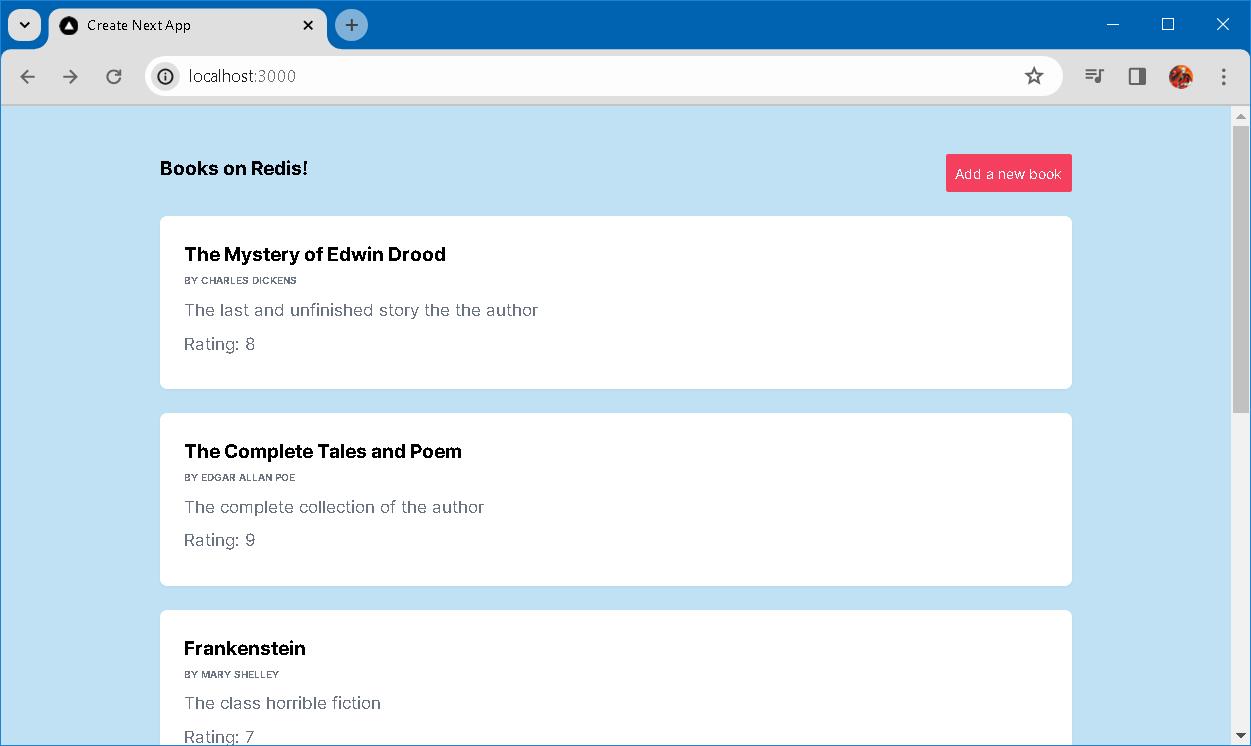 Create Next App
localhost:3000
Books on Redis!
Add a new book
The Mystery of Edwin Drood
BY CHARLES DICKENS
The last and unfinished story the the author
Rating: 8
The Complete Tales and Poem
BY EDGAR ALLAN POE
The complete collection of the author
Rating: 9
Frankenstein
BY MARY SHELLEY
The class horrible fiction
Rating: 7